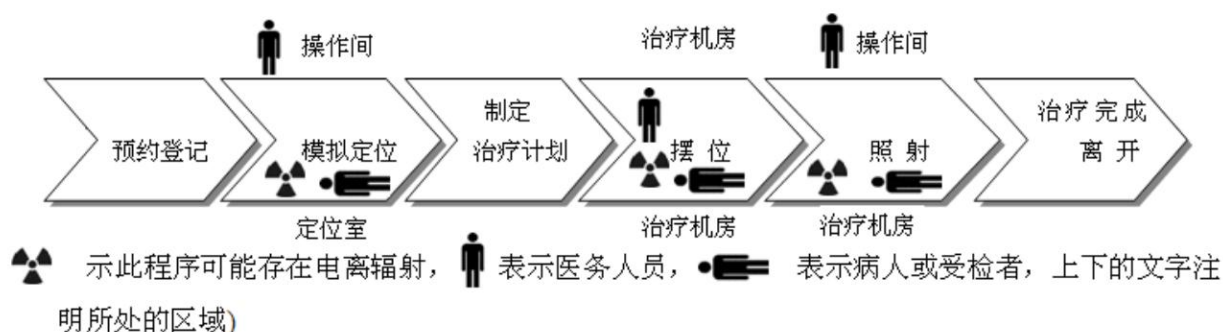 操作间 治疗机房 操作间
制定 治疗完成
预约登记 模拟定位 治疗计划 摆 位 照 射 离 开
定位室 治疗机房 治疗机房
示此程序可能存在电离辐射, 表示医务人员, 表示病人或受检者, 上下的文字注
明所处的区域)